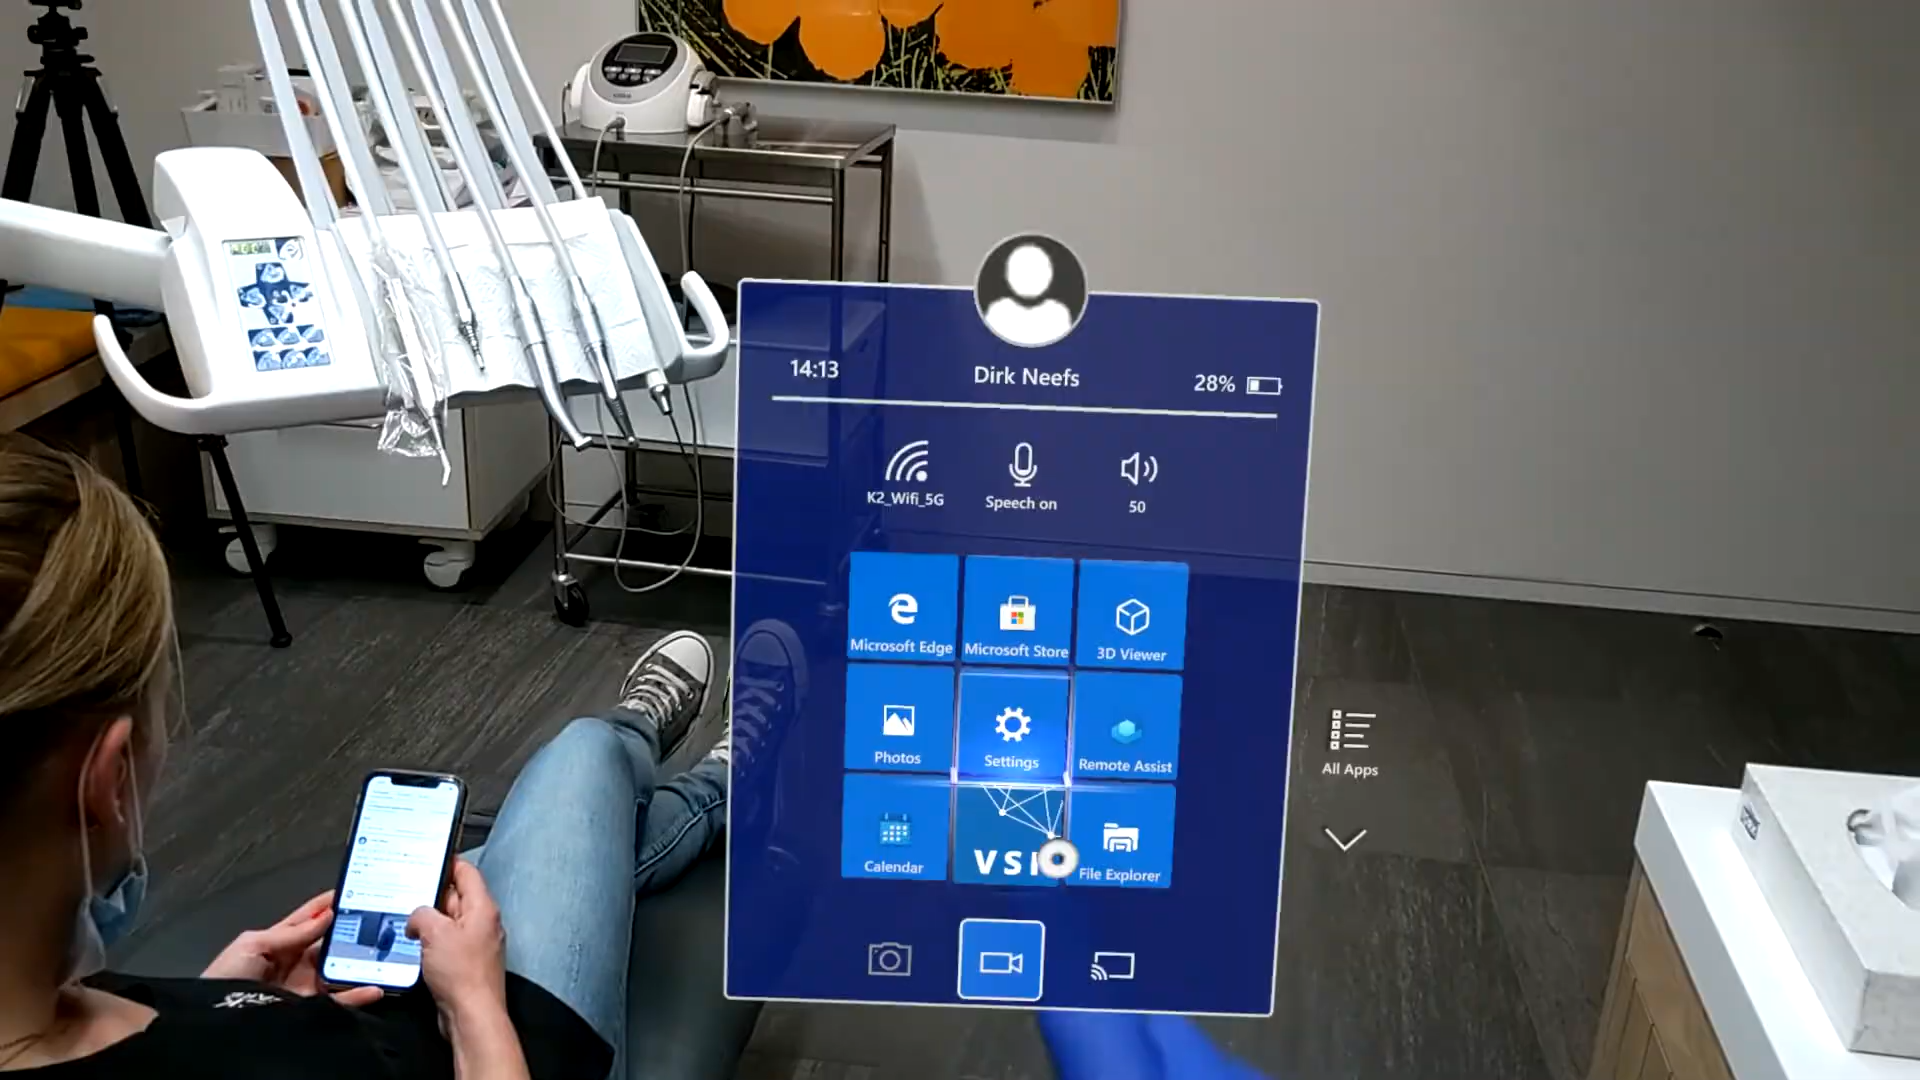 14:13
Dirk Neefs
28%
K2_Wifi_5G
Speech on
50
Microsoft Edge
Microsoft Store
3D Viewer
Photos
Settings
Remote Assist
All Apps
Calendar
File Explorer